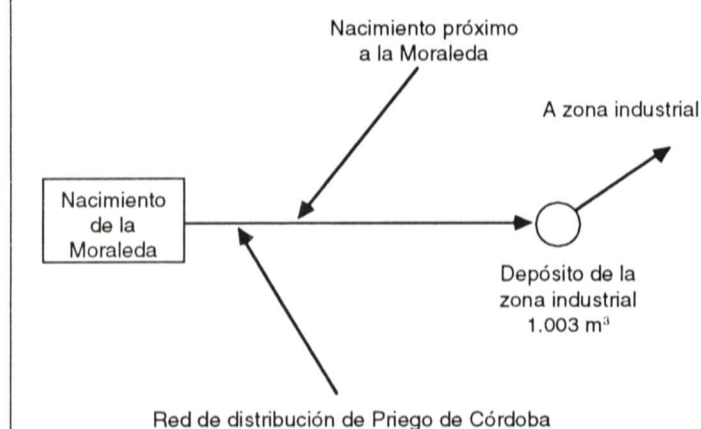 Nacimiento próximo
a la Moraleda
A zona industrial
Nacimiento
de la
Moraleda
Depósito de la
zona industrial
1.003 m³
Red de distribución de Priego de Córdoba